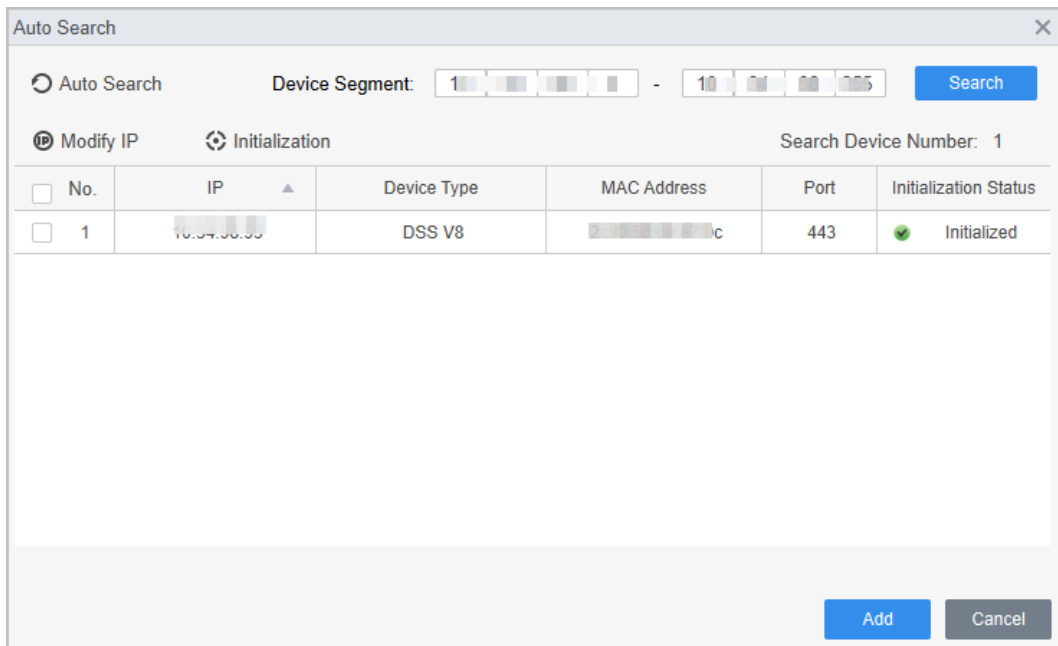 Auto Search
Auto Search Device Segment: - Search
Modify IP Initialization Search Device Number: 1
No. IP Device Type MAC Address Port Initialization Status
1 DSS V8 443 Initialized
Add Cancel